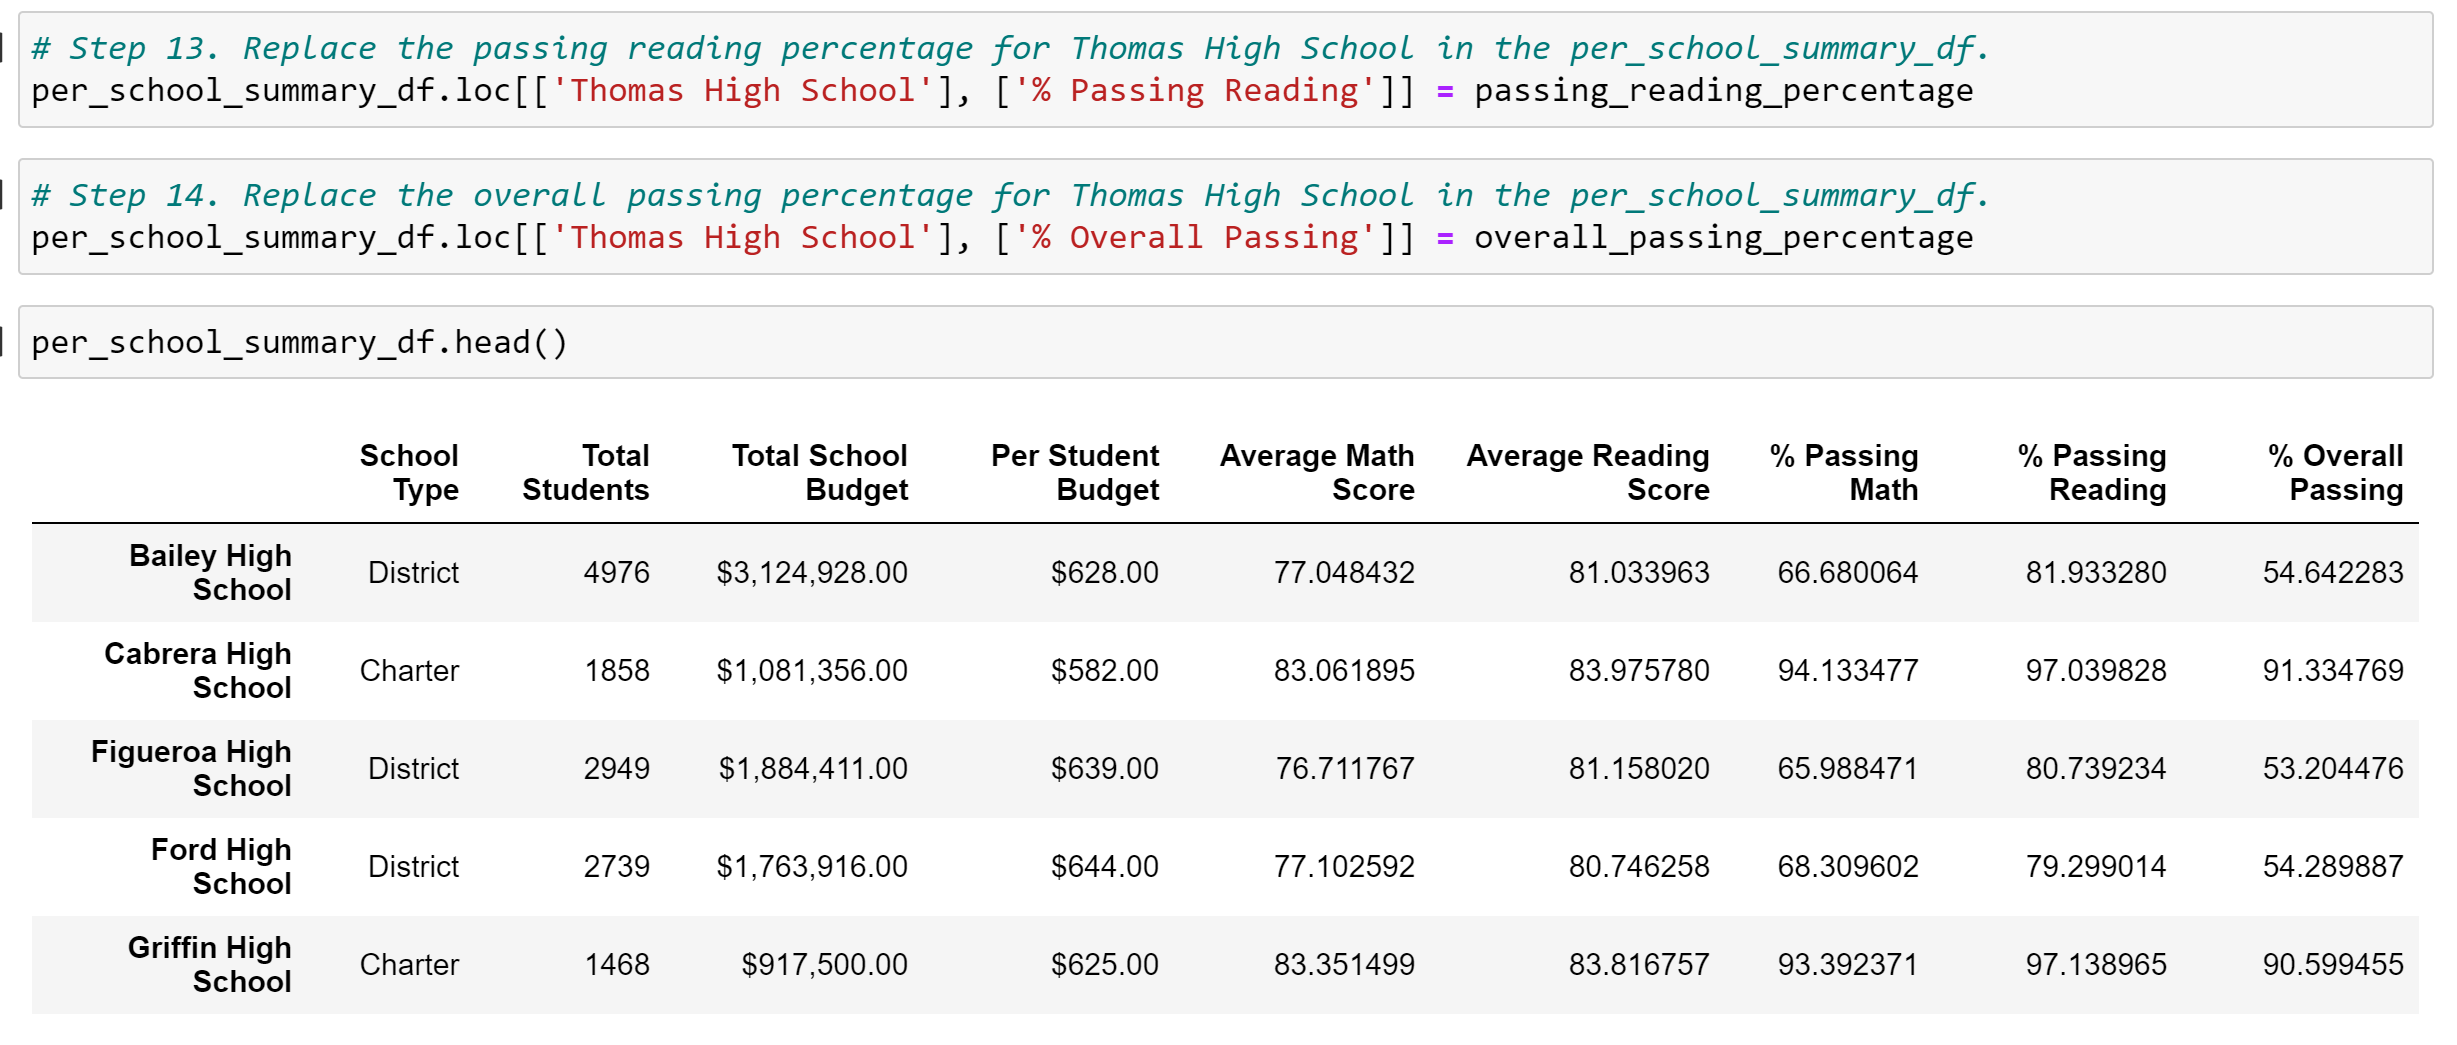 # Step 13. Replace the passing reading percentage for Thomas High School in the per_school_summary_df.
per_school_summary_df.loc[['Thomas High School'], ['% Passing Reading']] = passing_reading_percentage
# Step 14. Replace the overall passing percentage for Thomas High School in the per_school_summary_df.
per_school_summary_df.loc[['Thomas High School'], ['% Overall Passing']] = overall_passing_percentage
per_school_summary_df.head()
School Total Total School Per Student Average Math Average Reading % Passing % Passing % Overall
Type Students Budget Budget Score Score Math Reading Passing
Bailey High
School District 4976 $3,124,928.00 $628.00 77.048432 81.033963 66.680064 81.933280 54.642283
Cabrera High
School Charter 1858 $1,081,356.00 $582.00 83.061895 83.975780 94.133477 97.039828 91.334769
Figueroa High
School District 2949 $1,884,411.00 $639.00 76.711767 81.158020 65.988471 80.739234 53.204476
Ford High
School District 2739 $1,763,916.00 $644.00 77.102592 80.746258 68.309602 79.299014 54.289887
Griffin High
School Charter 1468 $917,500.00 $625.00 83.351499 83.816757 93.392371 97.138965 90.599455